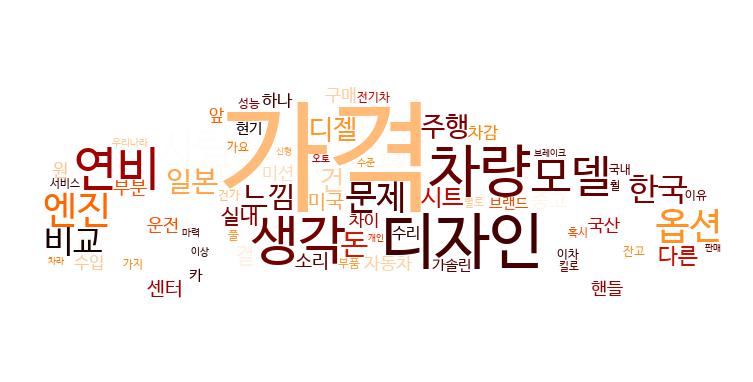 성능 하나 구매 전기차
앞 현기 디젤 주행 차감
우리나라 가요 신형 오토 수준 브레이크
가격
연비 차량 모델 국내
원 서비스 부분 일본 느낌 미션 건 문제 시트 휠 한국 이유
엔진 실대 미국 브랜드 옵션
운전 생각 차이 디자인 국산
비교 마력 풀 돈 개인 수리 혹시 판매
이상 걸 이차 잔고 다른
차라 수입 가지 카 소리 부품 자동차 가솔린 킬로
센터 핸들